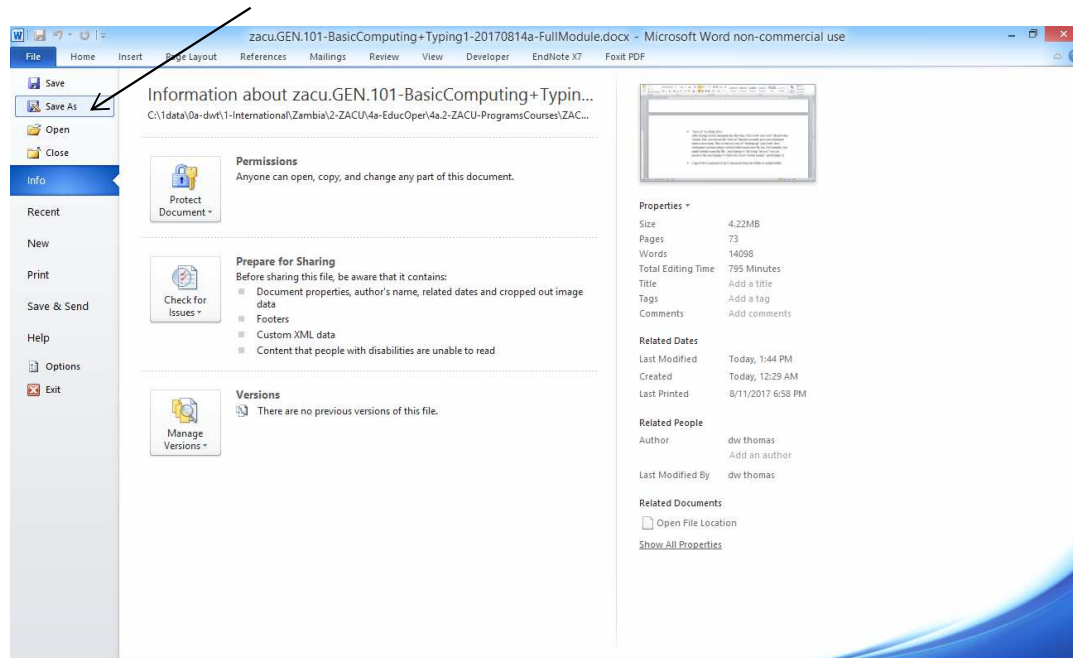 zacu.GEN.101-BasicComputing+Typing1-20170814a-FullModule.docx - Microsoft Word non-commercial use
File Home Insert Page Layout References Mailings Review View Developer EndNote X7 Foxit PDF
Save
Save As
Open
Close
Info
Recent
New
Print
Save & Send
Help
Options
Exit
Information about zacu.GEN.101-BasicComputing+Typin...
C:\1data\0a-dwt\1-International\Zambia\2-ZACU\4a-EducOper\4a.2-ZACU-ProgramsCourses\ZAC...
Protect
Document
Permissions
Anyone can open, copy, and change any part of this document.
Check for
Issues
Prepare for Sharing
Before sharing this file, be aware that it contains:
Document properties, author's name, related dates and cropped out image
data
Footers
Custom XML data
Content that people with disabilities are unable to read
Manage
Versions
Versions
There are no previous versions of this file.
Properties
Size 4.22MB
Pages 73
Words 14098
Total Editing Time 795 Minutes
Title Add a title
Tags Add a tag
Comments Add comments
Related Dates
Last Modified Today, 1:44 PM
Created Today, 12:29 AM
Last Printed 8/11/2017 6:58 PM
Related People
Author dw thomas
Add an author
Last Modified By dw thomas
Related Documents
Open File Location
Show All Properties